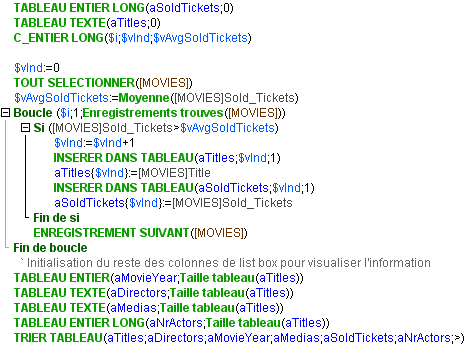 TABLEAU ENTIER LONG(aSoldTickets;0)
TABLEAU TEXTE(aTitles;0)
C_ENTIER LONG($i;$vInd;$vAvgSoldTickets)
$vInd:=0
TOUT SELECTIONNER([MOVIES])
$vAvgSoldTickets:=Moyenne([MOVIES]Sold_Tickets)
Boucle ($i;1;Enregistrements trouves([MOVIES]))
Si ([MOVIES]Sold_Tickets>$vAvgSoldTickets)
$vInd:=$vInd+1
INSERER DANS TABLEAU(aTitles;$vInd;1)
aTitles{$vInd}:=[MOVIES]Title
INSERER DANS TABLEAU(aSoldTickets;$vInd;1)
aSoldTickets{$vInd}:=[MOVIES]Sold_Tickets
Fin de si
ENREGISTREMENT SUIVANT([MOVIES])
Fin de boucle
` Initialisation du reste des colonnes de list box pour visualiser l'information
TABLEAU ENTIER(aMovieYear;Taille tableau(aTitles))
TABLEAU TEXTE(aDirectors;Taille tableau(aTitles))
TABLEAU TEXTE(aMedias;Taille tableau(aTitles))
TABLEAU ENTIER LONG(aNrActors;Taille tableau(aTitles))
TRIER TABLEAU(aTitles;aDirectors;aMovieYear;aMedias;aSoldTickets;aNrActors;>)